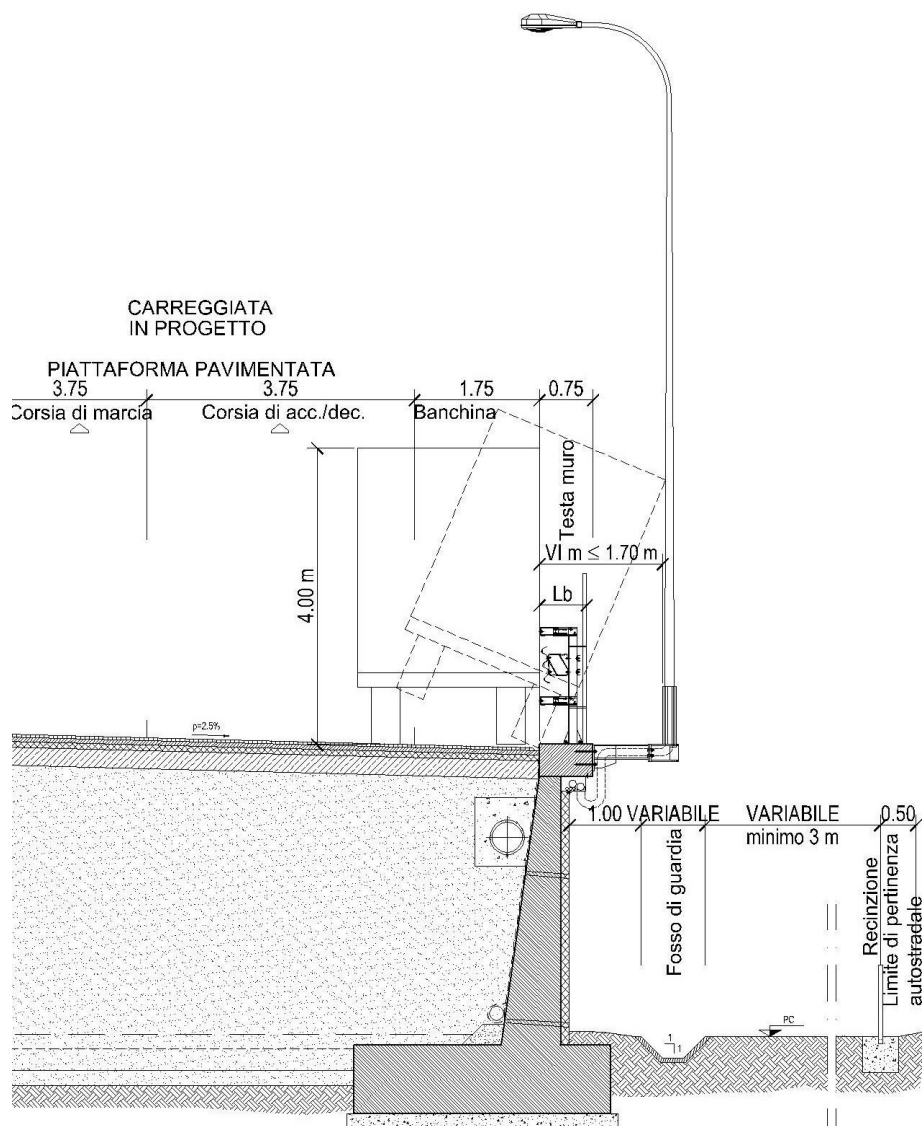 CARREGGIATA
IN PROGETTO
PIATTAFORMA PAVIMENTATA
3.75 3.75 1.75 0.75
Corsia di marcia Corsia di acc./dec. Banchina
Testa muro
VI m ≤ 1.70 m
4.00 m
Lb
p=2.5%
1.00 VARIABILE VARIABILE 0.50
minimo 3 m
Fosso di guardia
Recinzione
Limite di pertinenza
autostradale
PC
1
1